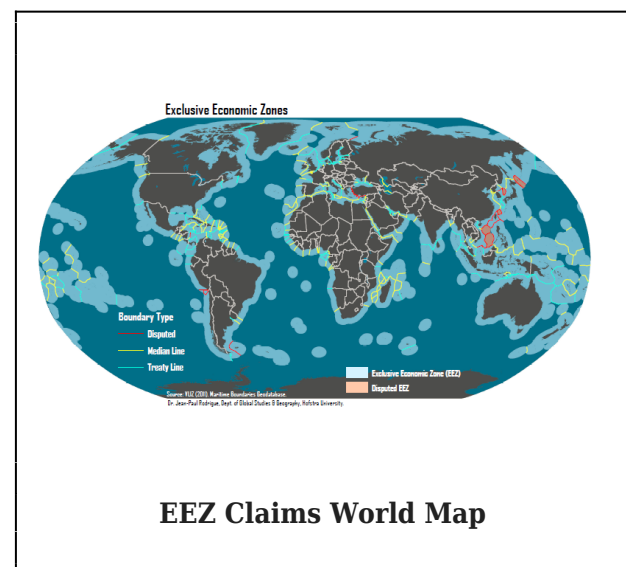 Exclusive Economic Zones
Boundary Type
Disputed
Median Line
Treaty Line
Exclusive Economic Zone (EEZ)
Disputed EEZ
Source: VLIZ (2011). Maritime Boundaries Geodatabase.
Dr. Jean-Paul Rodrigue, Dept. of Global Studies & Geography, Hofstra University.
EEZ Claims World Map